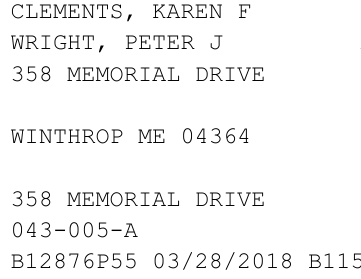 CLEMENTS, KAREN F
WRIGHT, PETER J
358 MEMORIAL DRIVE
WINTHROP ME 04364
358 MEMORIAL DRIVE
043-005-A
B12876P55 03/28/2018 B115